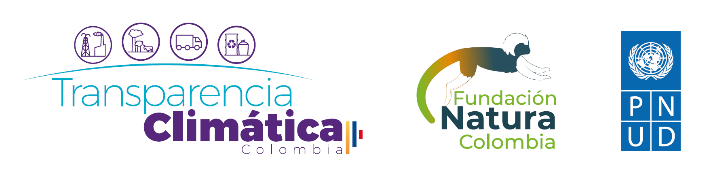 Transparencia
Climática
Colombia
Fundación
Natura
Colombia
P N
U D